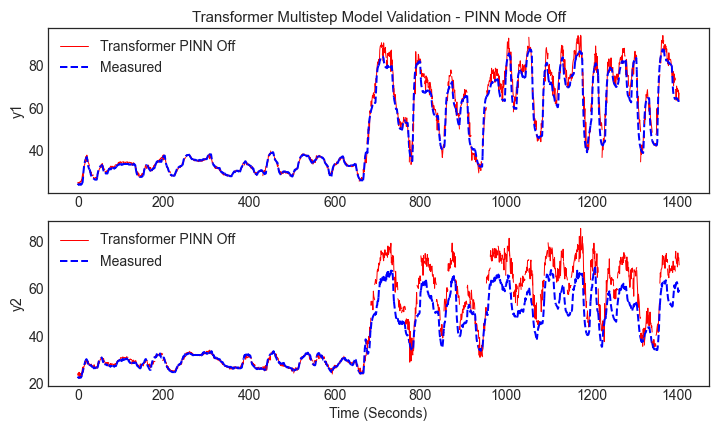 Transformer Multistep Model Validation - PINN Mode Off
Transformer PINN Off
Measured
80
60
40
y1
0 200 400 600 800 1000 1200 1400
Transformer PINN Off
Measured
80
60
40
20
y2
0 200 400 600 800 1000 1200 1400
Time (Seconds)